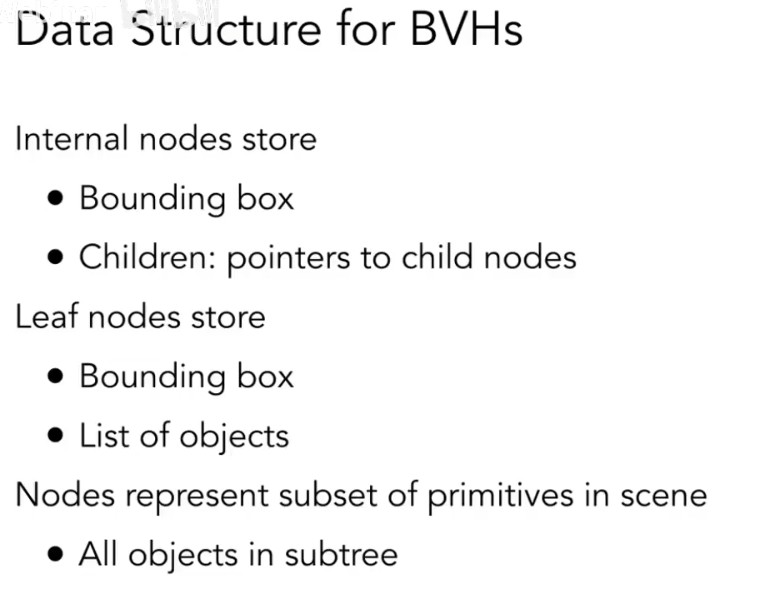 Data Structure for BVHs
Internal nodes store
● Bounding box
● Children: pointers to child nodes
Leaf nodes store
● Bounding box
● List of objects
Nodes represent subset of primitives in scene
● All objects in subtree